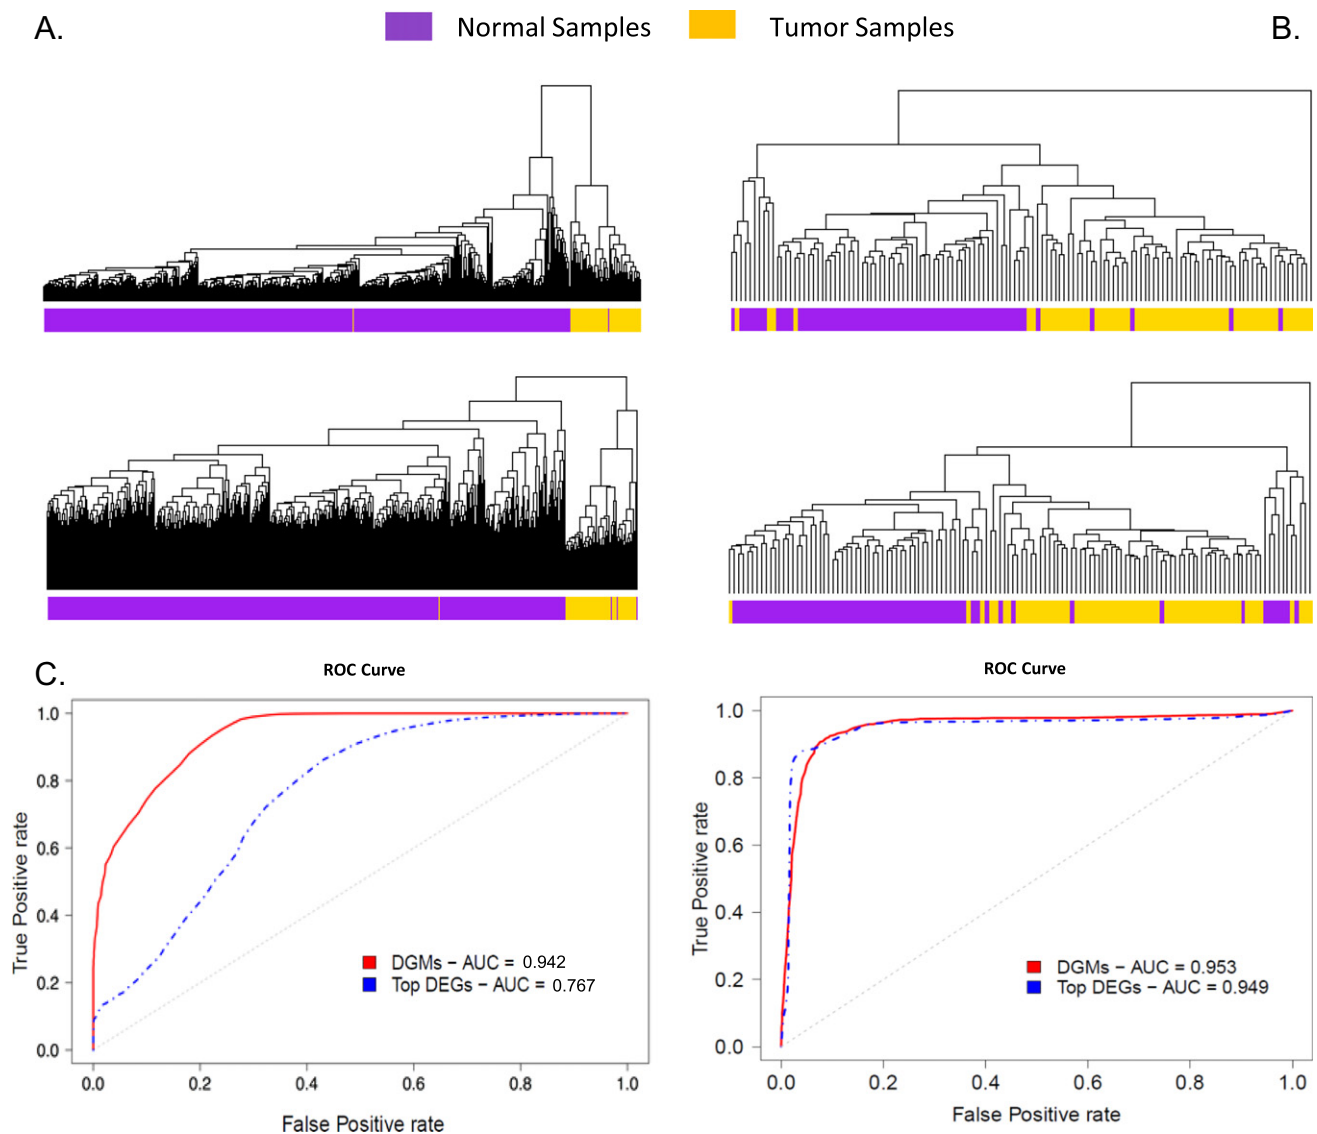 A.
Normal Samples
Tumor Samples
B.
C.
ROC Curve
1.0
0.8
0.6
0.4
0.2
0.0
True Positive rate
DGMs − AUC = 0.942
Top DEGs − AUC = 0.767
0.0 0.2 0.4 0.6 0.8 1.0
False Positive rate
ROC Curve
1.0
0.8
0.6
0.4
0.2
0.0
True Positive rate
DGMs − AUC = 0.953
Top DEGs − AUC = 0.949
0.0 0.2 0.4 0.6 0.8 1.0
False Positive rate